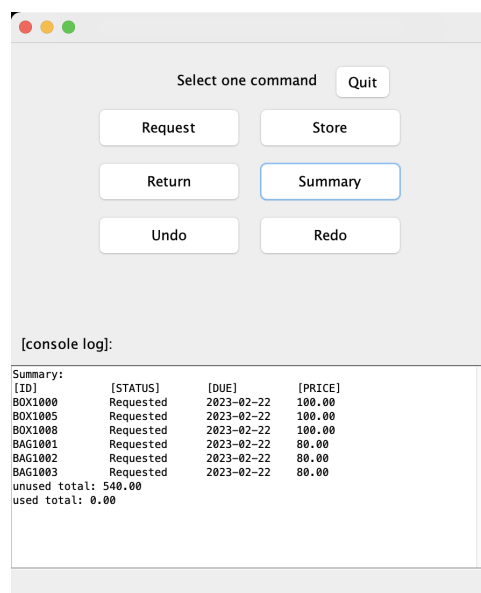 Select one command Quit
Request Store
Return Summary
Undo Redo
[console log]:
Summary:
[ID] [STATUS] [DUE] [PRICE]
BOX1000 Requested 2023-02-22 100.00
BOX1005 Requested 2023-02-22 100.00
BOX1008 Requested 2023-02-22 100.00
BAG1001 Requested 2023-02-22 80.00
BAG1002 Requested 2023-02-22 80.00
BAG1003 Requested 2023-02-22 80.00
unused total: 540.00
used total: 0.00